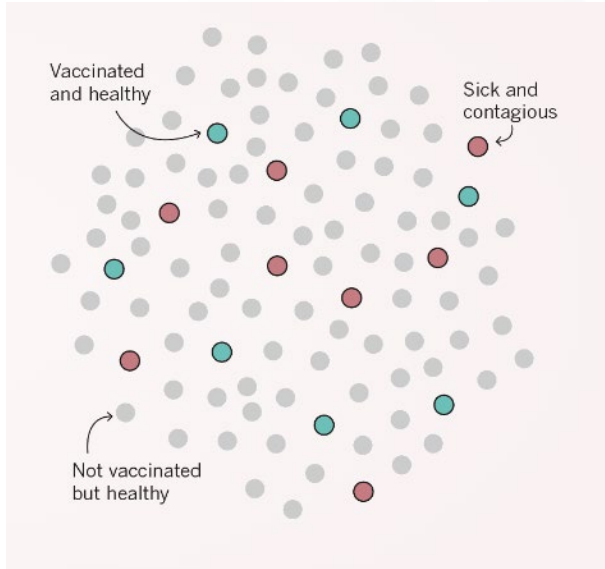 Vaccinated
and healthy
Sick and
contagious
Not vaccinated
but healthy